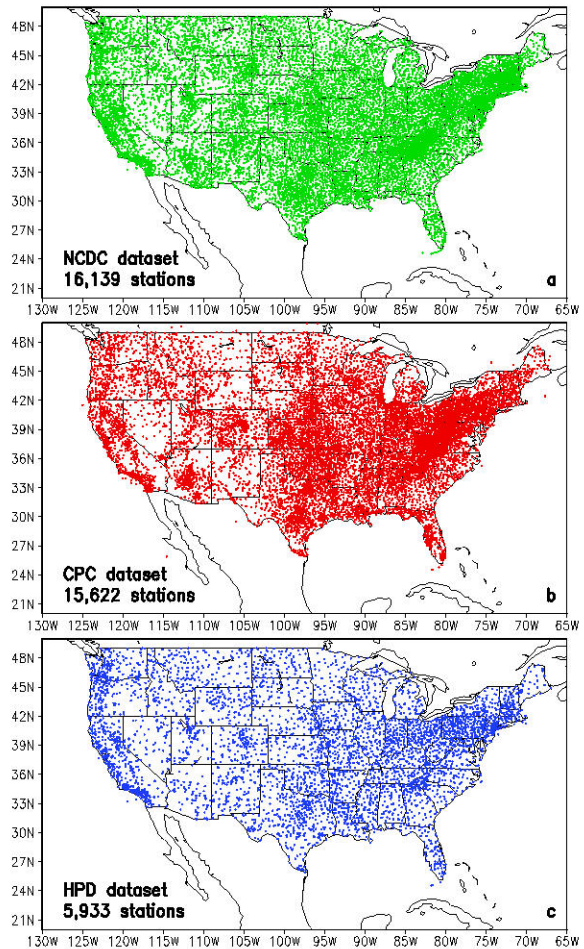 48N
45N
42N
39N
36N
33N
30N
27N
24N
21N
NCDC dataset
16,139 stations
a
130W 125W 120W 115W 110W 105W 100W 95W 90W 85W 80W 75W 70W 65W
48N
45N
42N
39N
36N
33N
30N
27N
24N
21N
CPC dataset
15,622 stations
b
130W 125W 120W 115W 110W 105W 100W 95W 90W 85W 80W 75W 70W 65W
48N
45N
42N
39N
36N
33N
30N
27N
24N
21N
HPD dataset
5,933 stations
c
130W 125W 120W 115W 110W 105W 100W 95W 90W 85W 80W 75W 70W 65W